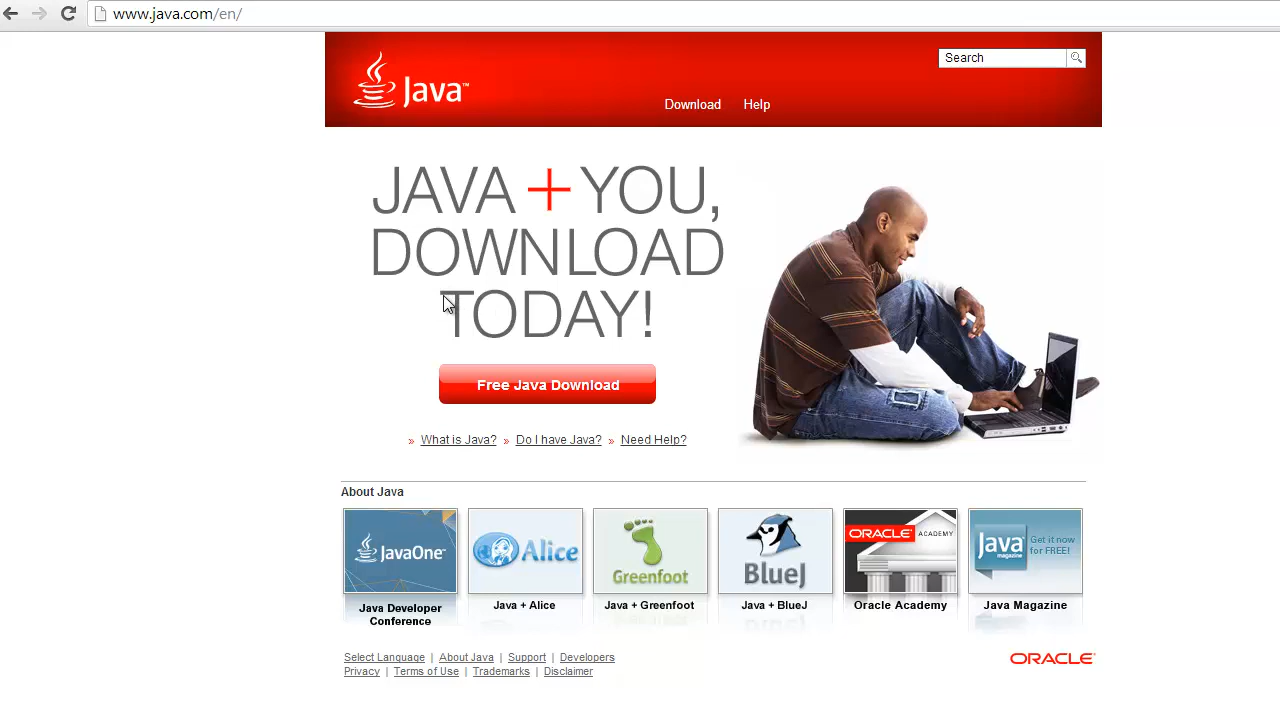 www.java.com/en/
Java™
Search
Download Help
JAVA + YOU,
DOWNLOAD
TODAY!
Free Java Download
» What is Java? » Do I have Java? » Need Help?
About Java
JavaOne™
Alice
Greenfoot
BlueJ
ORACLE ACADEMY
Java magazine
Get it now
for FREE!
Java Developer
Conference
Java + Alice
Java + Greenfoot
Java + BlueJ
Oracle Academy
Java Magazine
Select Language | About Java | Support | Developers
Privacy | Terms of Use | Trademarks | Disclaimer
ORACLE